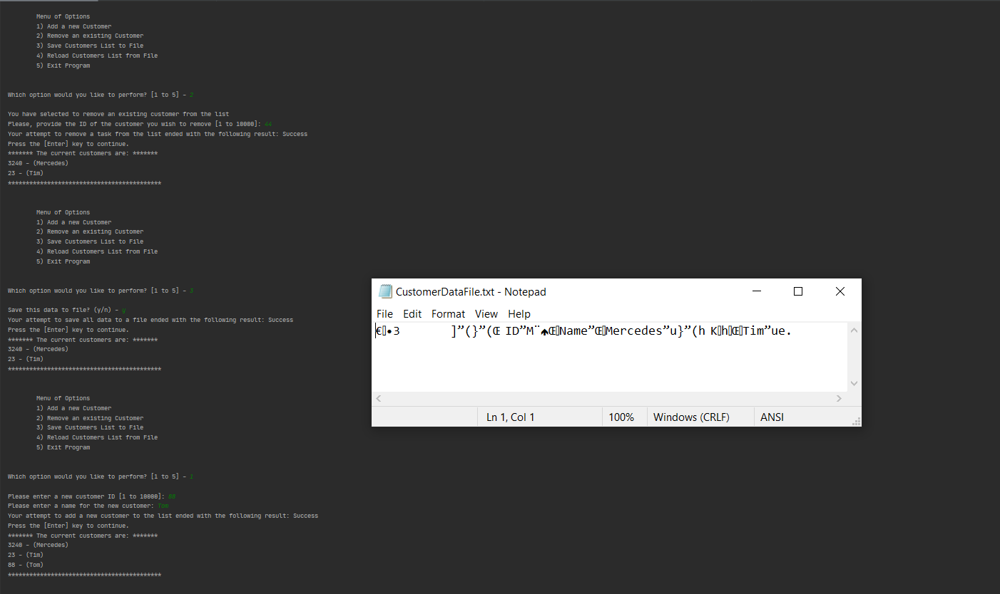 Menu of Options
1) Add a new Customer
2) Remove an existing Customer
3) Save Customers List to File
4) Reload Customers List from File
5) Exit Program
Which option would you like to perform? [1 to 5] - 2
You have selected to remove an existing customer from the list
Please, provide the ID of the customer you wish to remove [1 to 10000]: 44
Your attempt to remove a task from the list ended with the following result: Success
Press the [Enter] key to continue.
******* The current customers are: *******
3240 - (Mercedes)
23 - (Tim)
*******************************************
Menu of Options
1) Add a new Customer
2) Remove an existing Customer
3) Save Customers List to File
4) Reload Customers List from File
5) Exit Program
Which option would you like to perform? [1 to 5] - 3
Save this data to file? (y/n) - y
Your attempt to save all data to a file ended with the following result: Success
Press the [Enter] key to continue.
******* The current customers are: *******
3240 - (Mercedes)
23 - (Tim)
*******************************************
Menu of Options
1) Add a new Customer
2) Remove an existing Customer
3) Save Customers List to File
4) Reload Customers List from File
5) Exit Program
Which option would you like to perform? [1 to 5] - 1
Please enter a new customer ID [1 to 10000]: 88
Please enter a name for the new customer: Tom
Your attempt to add a new customer to the list ended with the following result: Success
Press the [Enter] key to continue.
******* The current customers are: *******
3240 - (Mercedes)
23 - (Tim)
88 - (Tom)
*******************************************
CustomerDataFile.txt - Notepad
File Edit Format View Help
€▯•3 ]”(}”(Œ ID”M¨♠Œ▯Name”Œ▯Mercedes”u}”(h K▯h▯Œ▯Tim”ue.
Ln 1, Col 1 100% Windows (CRLF) ANSI